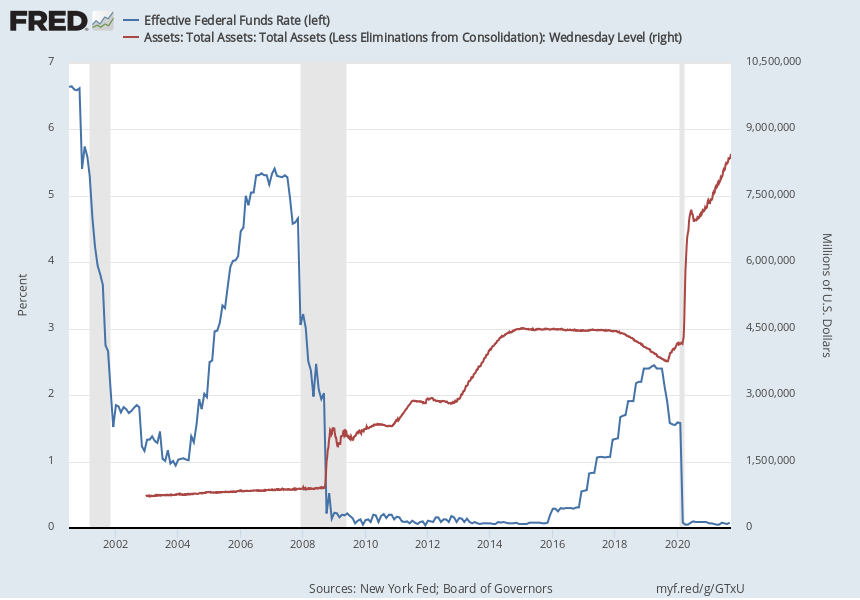 FRED
Effective Federal Funds Rate (left)
Assets: Total Assets: Total Assets (Less Eliminations from Consolidation): Wednesday Level (right)
7 10,500,000
6 9,000,000
5 7,500,000
4 6,000,000
3 4,500,000
2 3,000,000
1 1,500,000
0 0
Percent
Millions of U.S. Dollars
2002 2004 2006 2008 2010 2012 2014 2016 2018 2020
Sources: New York Fed; Board of Governors myf.red/g/GTxU